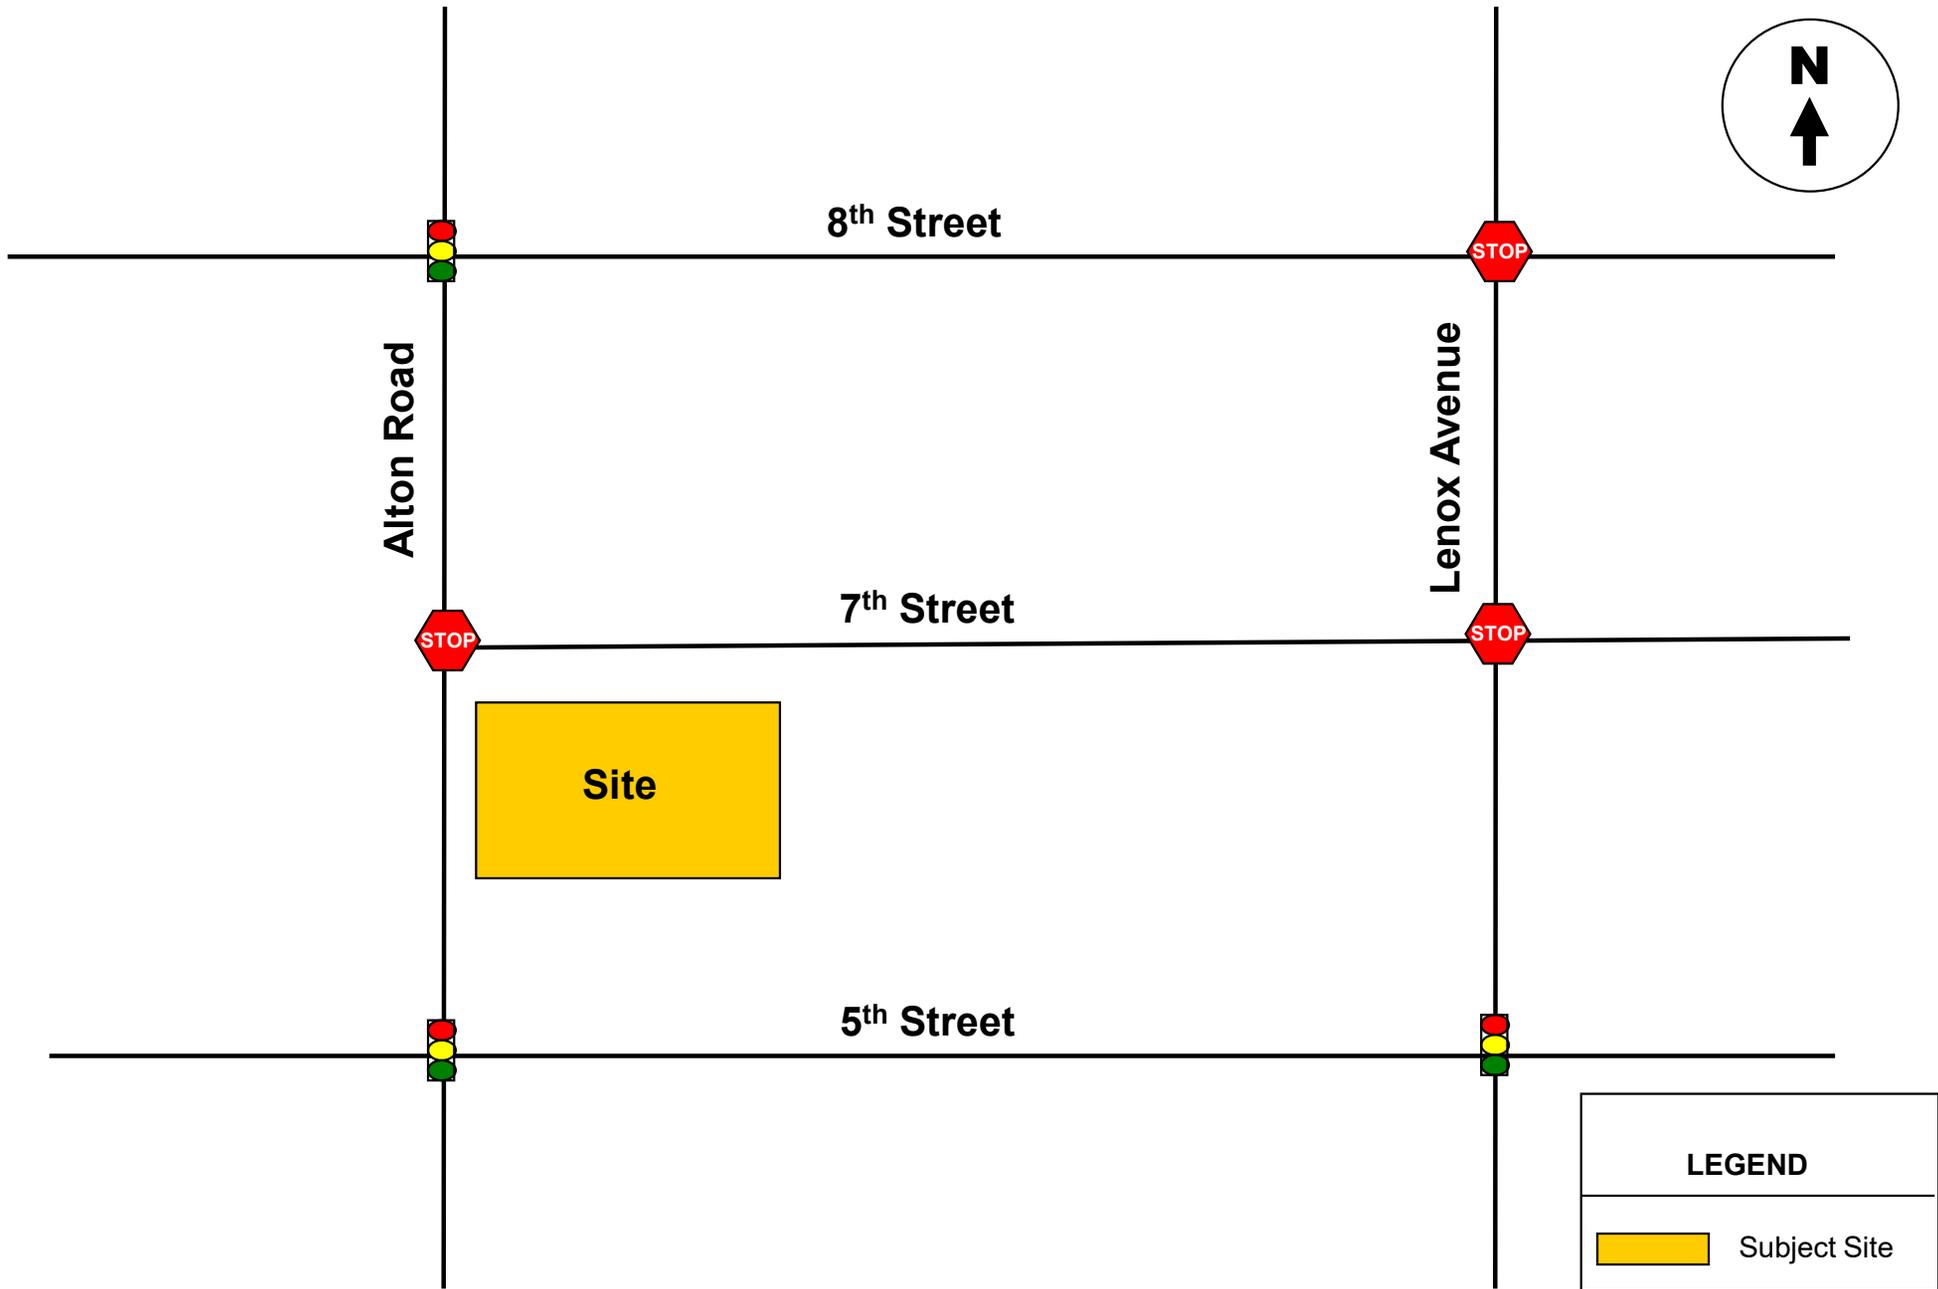 N
8th Street
STOP
Alton Road
Lenox Avenue
7th Street
STOP
STOP
Site
5th Street
LEGEND
Subject Site